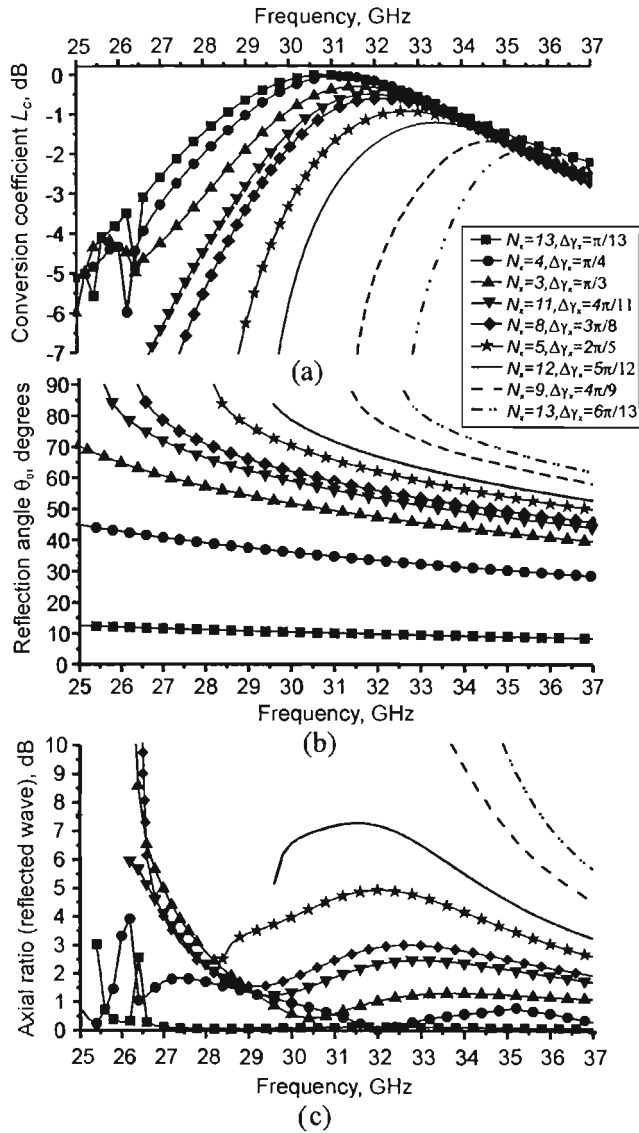 Frequency, GHz
25 26 27 28 29 30 31 32 33 34 35 36 37
Conversion coefficient L_c, dB
0
-1
-2
-3
-4
-5
-6
-7
N_x=13,Δγ_x=π/13
N_x=4,Δγ_x=π/4
N_x=3,Δγ_x=π/3
N_x=11,Δγ_x=4π/11
N_x=8,Δγ_x=3π/8
N_x=5,Δγ_x=2π/5
N_x=12,Δγ_x=5π/12
N_x=9,Δγ_x=4π/9
N_x=13,Δγ_x=6π/13
(a)
Reflection angle θ_0, degrees
90
80
70
60
50
40
30
20
10
0
25 26 27 28 29 30 31 32 33 34 35 36 37
Frequency, GHz
(b)
Axial ratio (reflected wave), dB
10
9
8
7
6
5
4
3
2
1
0
25 26 27 28 29 30 31 32 33 34 35 36 37
Frequency, GHz
(c)